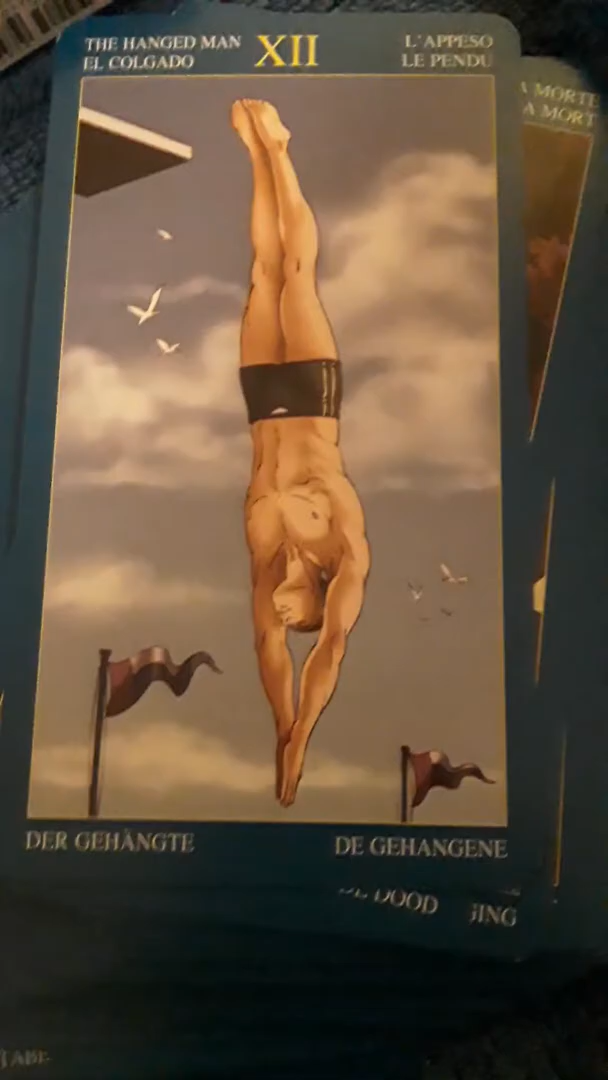 THE HANGED MAN
EL COLGADO
XII
L'APPESO
LE PENDU
A MORTE
A MORT
DER GEHÄNGTE
DE GEHANGENE
DOOD